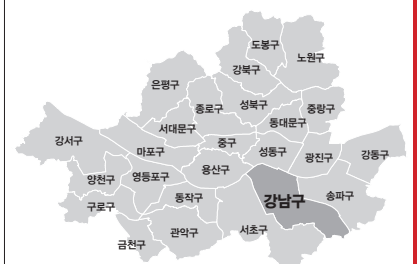 도봉구
노원구
강북구
은평구
성북구
종로구
중랑구
동대문구
서대문구
강서구
중구
마포구
성동구
강동구
광진구
용산구
양천구
영등포구
동작구
송파구
강남구
구로구
서초구
관악구
금천구